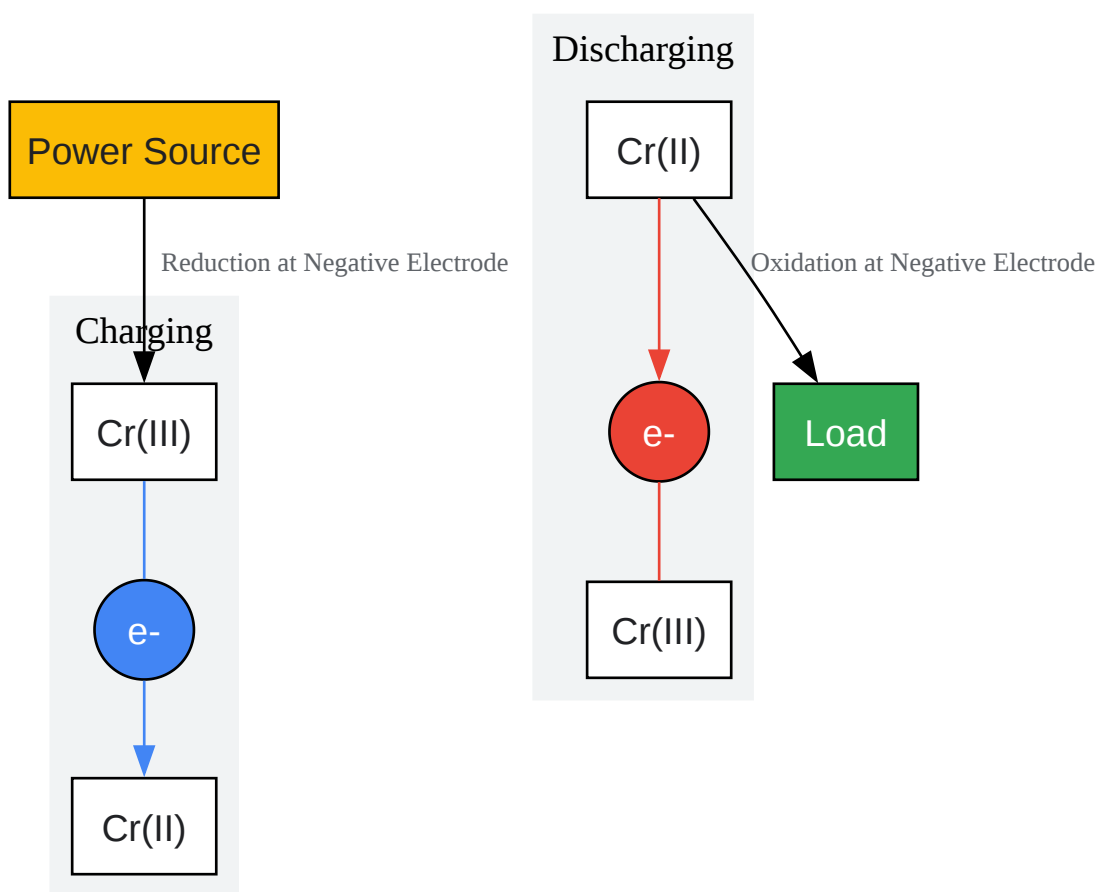 Discharging
Power Source
Cr(II)
Reduction at Negative Electrode
Oxidation at Negative Electrode
Charging
Cr(III)
e-
Load
e-
Cr(III)
Cr(II)